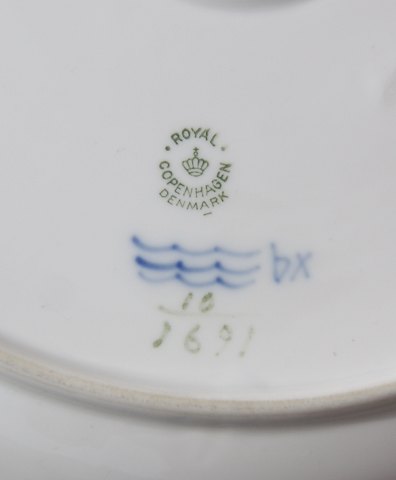 ROYAL
COPENHAGEN
DENMARK
bx
10
1691